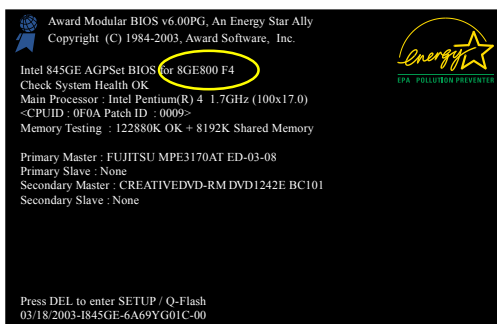 Award Modular BIOS v6.00PG, An Energy Star Ally
Copyright (C) 1984-2003, Award Software, Inc.
energy
EPA POLLUTION PREVENTER
Intel 845GE AGPSet BIOS for 8GE800 F4
Check System Health OK
Main Processor : Intel Pentium(R) 4 1.7GHz (100x17.0)
<CPUID : 0F0A Patch ID : 0009>
Memory Testing : 122880K OK + 8192K Shared Memory
Primary Master : FUJITSU MPE3170AT ED-03-08
Primary Slave : None
Secondary Master : CREATIVEDVD-RM DVD1242E BC101
Secondary Slave : None
Press DEL to enter SETUP / Q-Flash
03/18/2003-I845GE-6A69YG01C-00